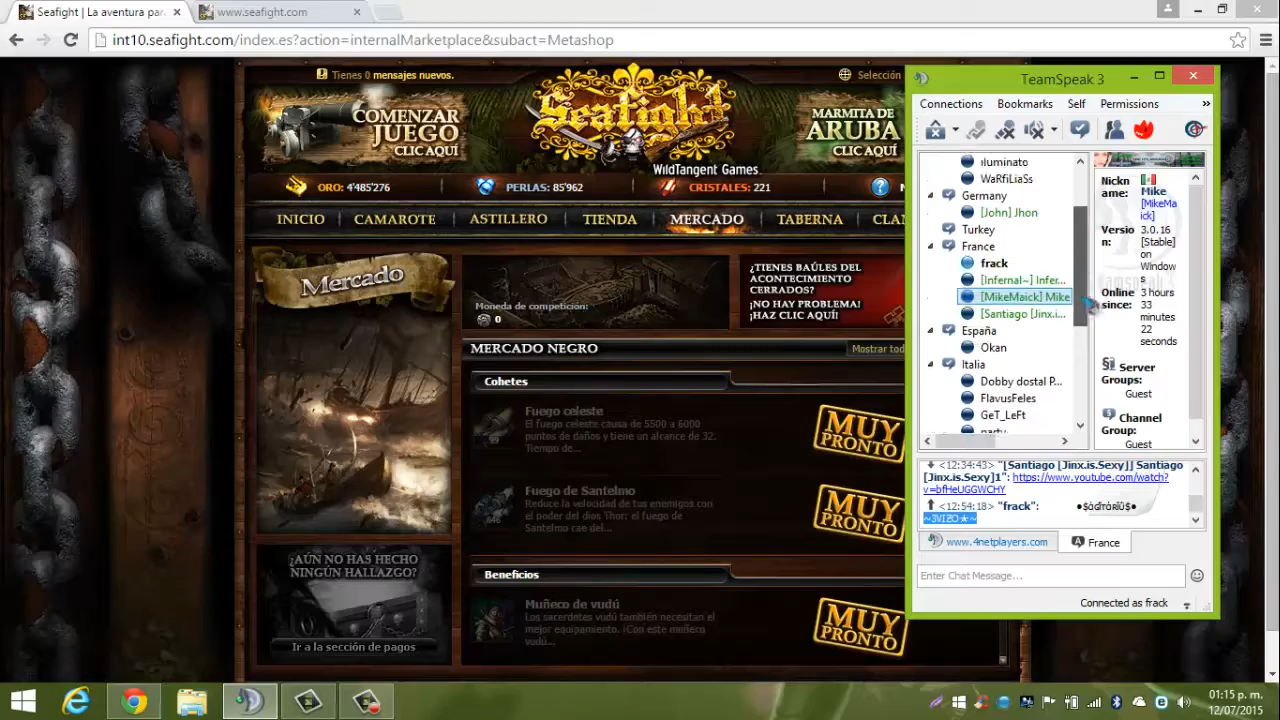 Seafight | La aventura par
www.seafight.com
int10.seafight.com/index.es?action=internalMarketplace&subact=Metashop
Tienes 0 mensajes nuevos.
Selección
COMENZAR
JUEGO
CLIC AQUÍ
Seafight
WildTangent Games
MARMITA DE
ARUBA
CLIC AQUÍ
ORO: 4'485'276
PERLAS: 85'962
CRISTALES: 221
INICIO
CAMAROTE
ASTILLERO
TIENDA
MERCADO
TABERNA
CLAN
Mercado
Moneda de competición:
0
¿TIENES BAÚLES DEL
ACONTECIMIENTO
CERRADOS?
¡NO HAY PROBLEMA!
¡HAZ CLIC AQUÍ!
MERCADO NEGRO
Mostrar tod
Cohetes
Fuego celeste
El fuego celeste causa de 5500 a 6000
puntos de daños y tiene un alcance de 32.
Tiempo de...
MUY
PRONTO
Fuego de Santelmo
Reduce la velocidad de tus enemigos con
el poder del dios Thor: el fuego de
Santelmo cae del...
646
MUY
PRONTO
Beneficios
Muñeco de vudú
Los sacerdotes vudú también necesitan el
mejor equipamiento. ¡Con este muñeco
vudú...
MUY
PRONTO
¿AÚN NO HAS HECHO
NINGÚN HALLAZGO?
Ir a la sección de pagos
TeamSpeak 3
Connections Bookmarks Self Permissions »
iluminato
WaRfiLiaSs
Germany
[John] Jhon
Turkey
France
frack
[Infernal~] Infer...
[MikeMaick] Mike
[Santiago [Jinx.i...
España
Okan
Italia
Dobby dostal P...
FlavusFeles
GeT_LeFt
party
Nickname:
Mike
[MikeMaick]
Version:
3.0.16
[Stable]
on
Windows
Online since:
3 hours
33
minutes
22
seconds
Server
Groups:
Guest
Channel
Group:
Guest
<12:34:43> "[Santiago [Jinx.is.Sexy]] Santiago
[Jinx.is.Sexy]1": https://www.youtube.com/watch?
v=bfHeUGGWCHY
<12:54:18> "frack":
www.4netplayers.com
France
Enter Chat Message...
Connected as frack
01:15 p. m.
12/07/2015